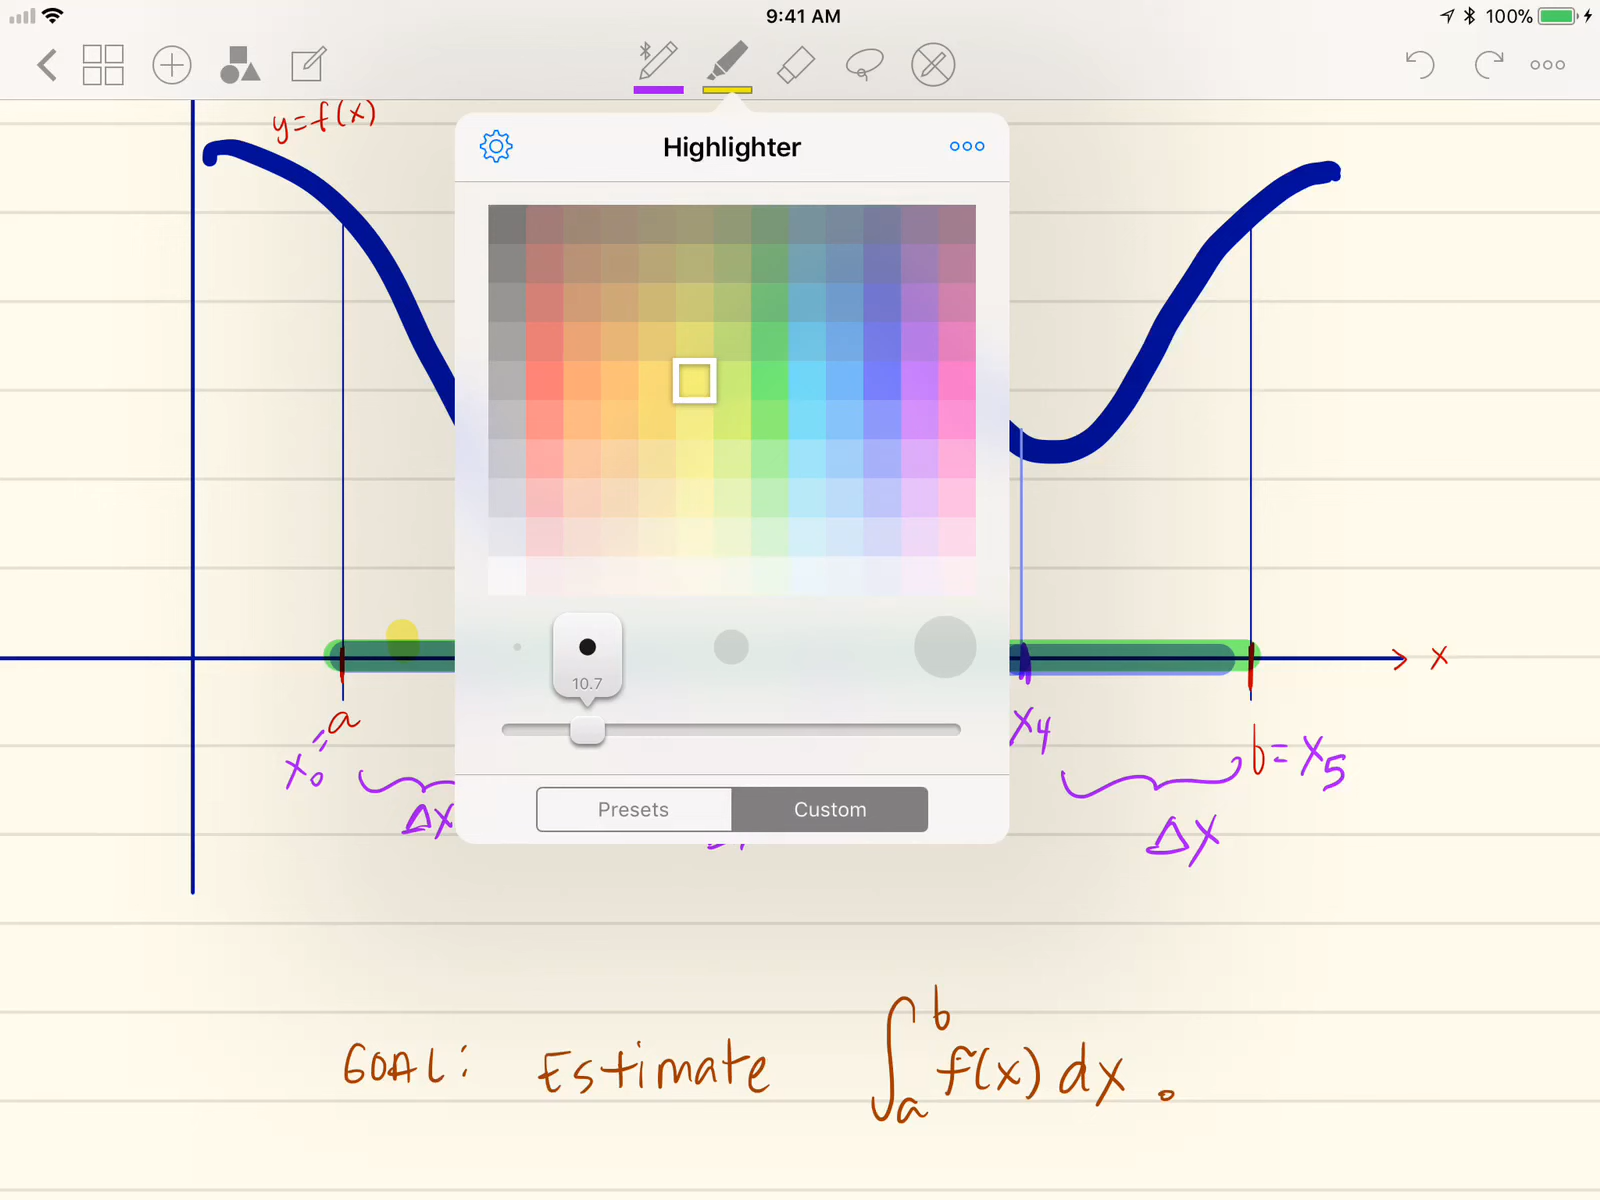 9:41 AM
100%
y=f(x)
Highlighter
10.7
Presets
Custom
x
a
x₀
=
x₄
b=x₅
Δx
Δx
GOAL: Estimate ∫ₐᵇ f(x) dx.